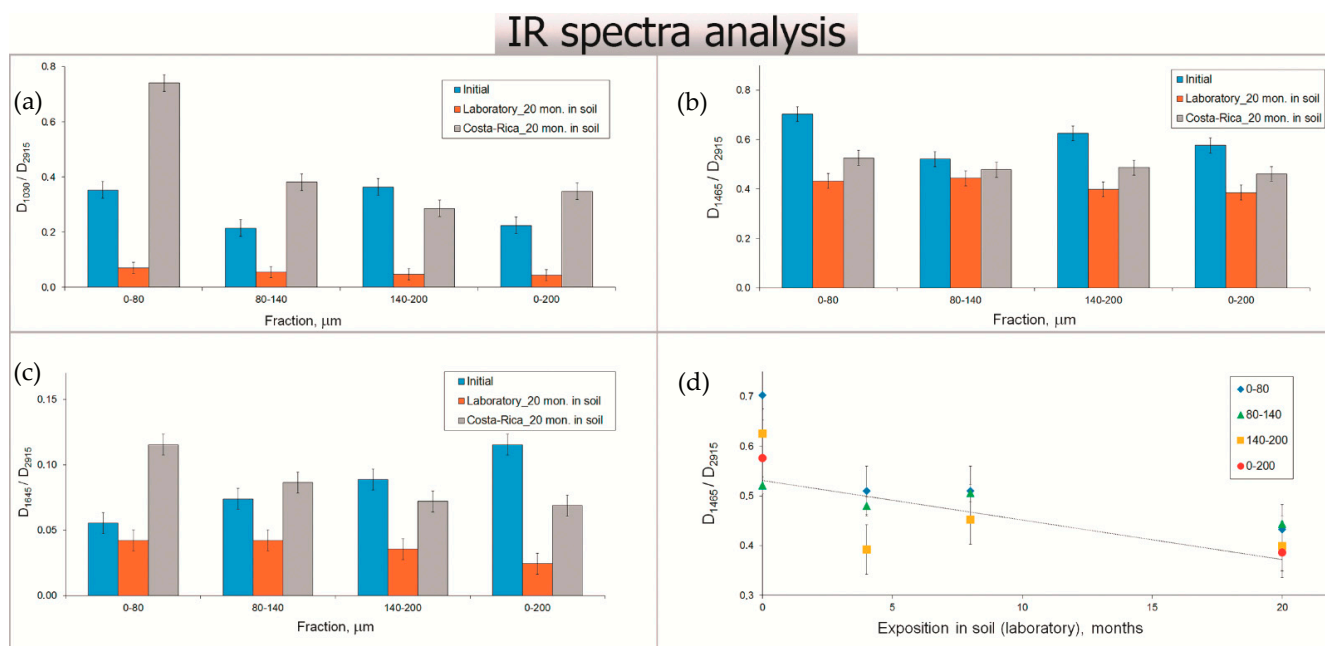 IR spectra analysis
(a)
0.8
0.6
0.4
0.2
0.0
D1030 / D2915
Initial
Laboratory_20 mon. in soil
Costa-Rica_20 mon. in soil
0-80 80-140 140-200 0-200
Fraction, μm
(b)
0.8
0.6
0.4
0.2
0.0
D1465 / D2915
Initial
Laboratory_20 mon. in soil
Costa-Rica_20 mon. in soil
0-80 80-140 140-200 0-200
Fraction, μm
(c)
0.15
0.10
0.05
0.00
D1645 / D2915
Initial
Laboratory_20 mon. in soil
Costa-Rica_20 mon. in soil
0-80 80-140 140-200 0-200
Fraction, μm
(d)
0,7
0,6
0,5
0,4
0,3
D1465 / D2915
0-80
80-140
140-200
0-200
0 5 10 15 20
Exposition in soil (laboratory), months